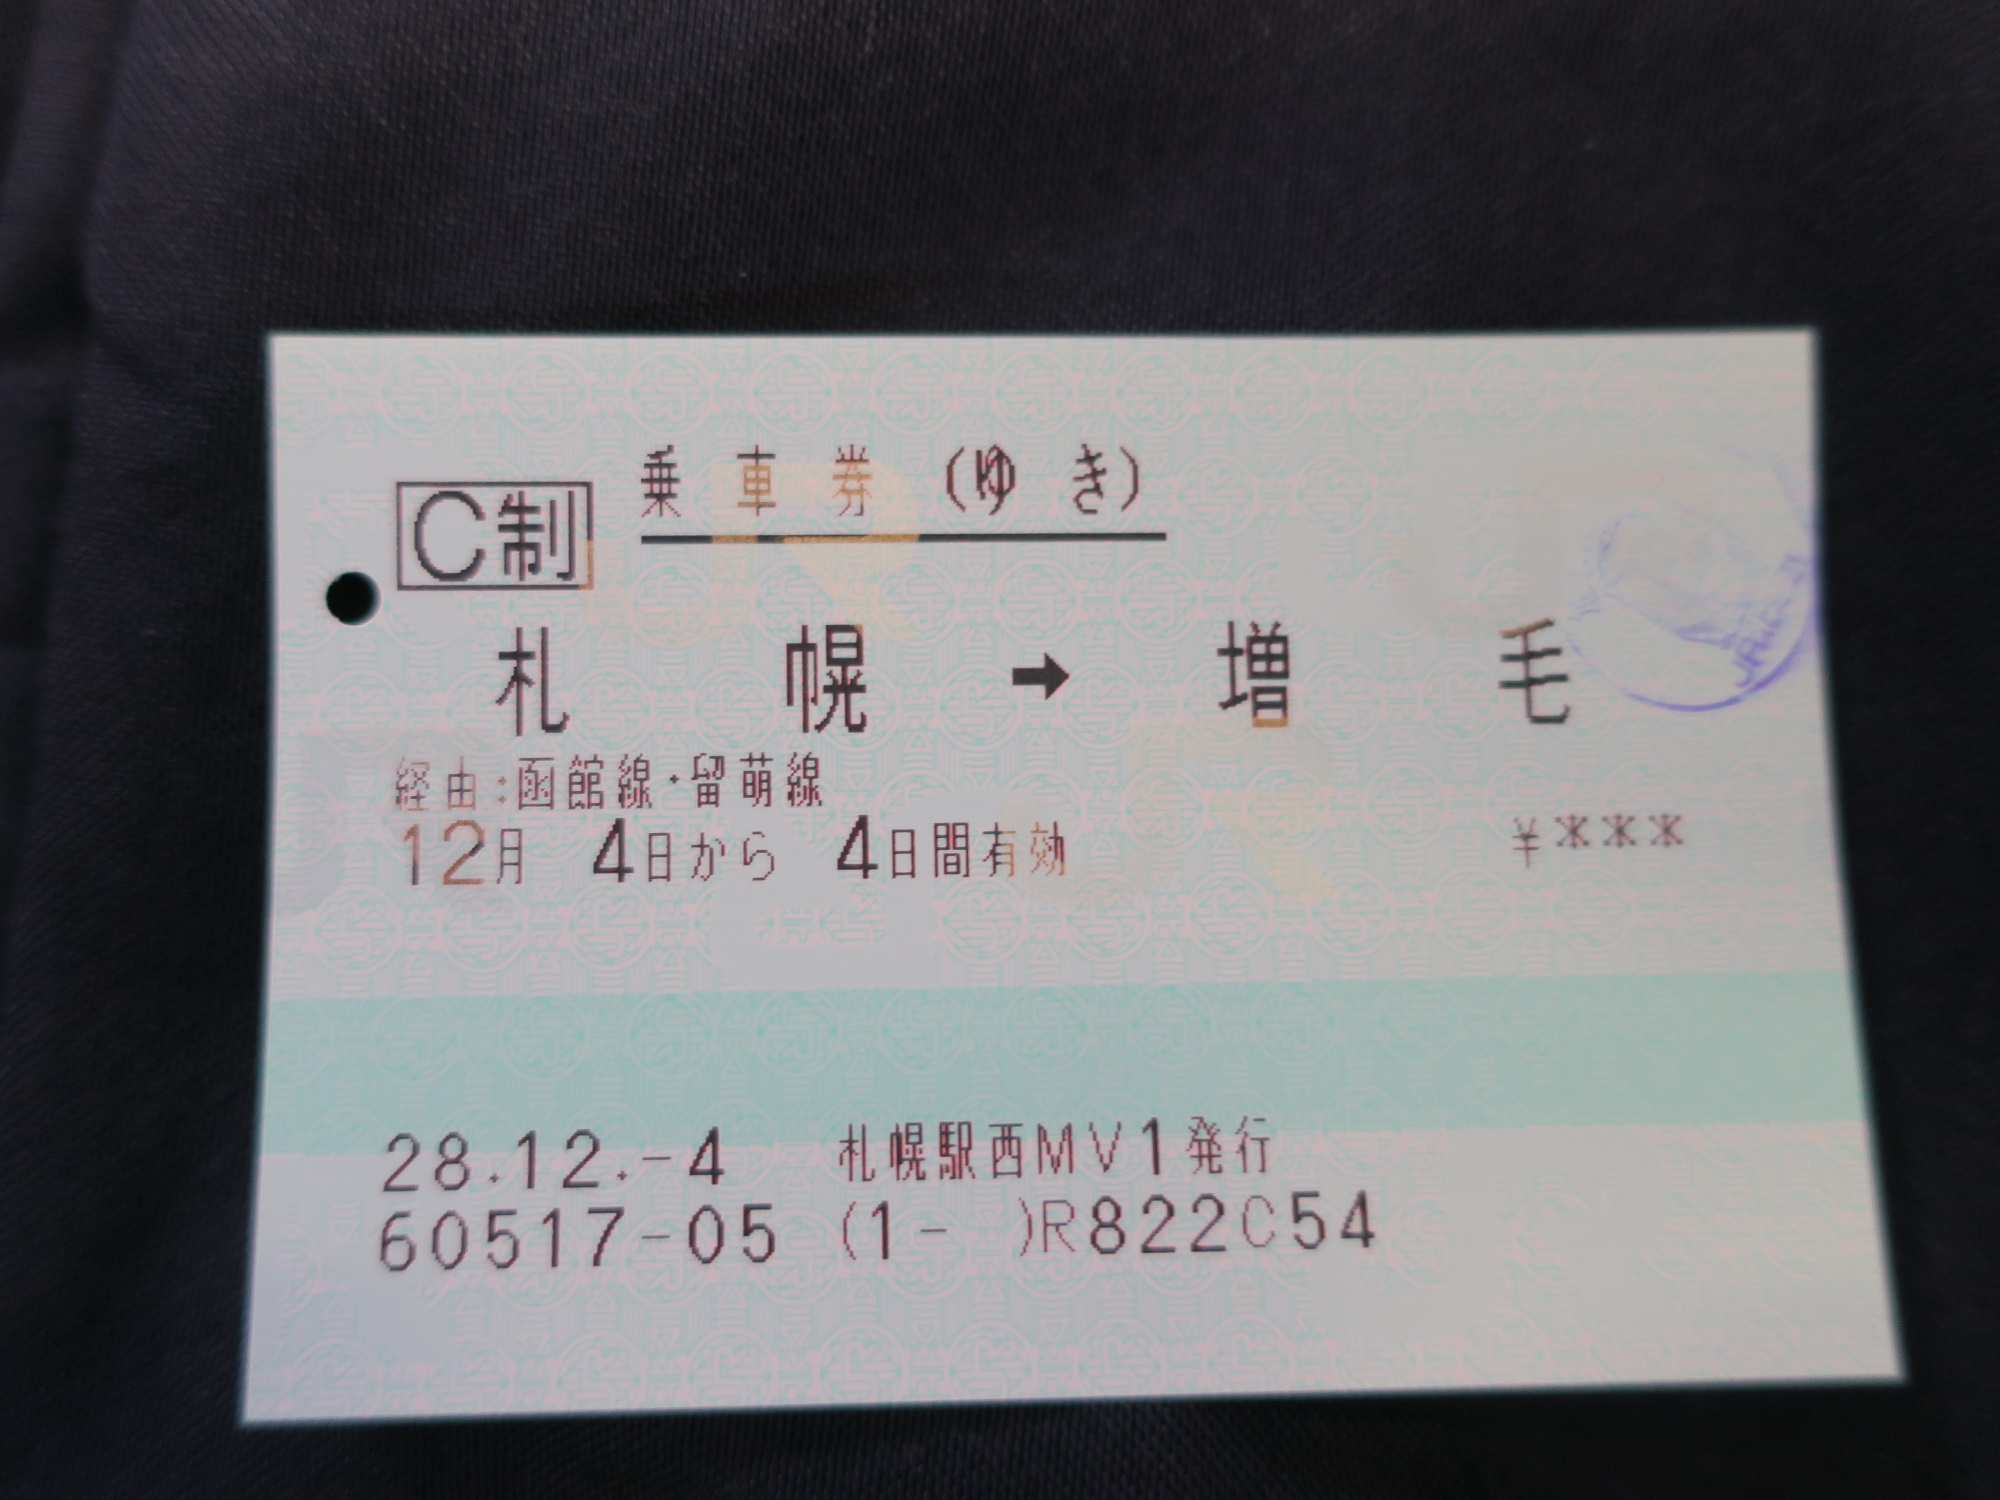 乗車券(ゆき)
C制
札幌➡増毛
経由:函館線・留萌線
12月 4日から 4日間有効 ¥***
28.12.-4 札幌駅西MV1発行
60517-05 (1- )R822C54